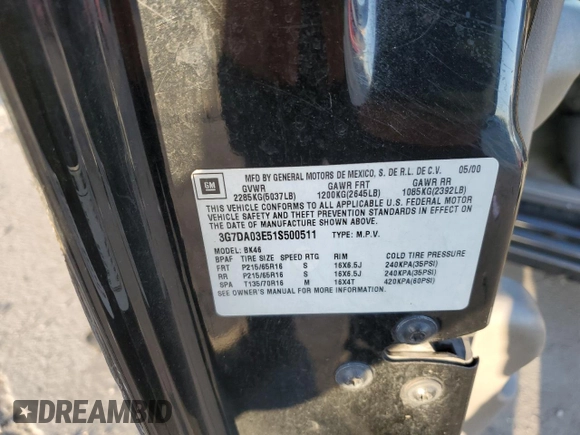 MFD BY GENERAL MOTORS DE MEXICO, S. DE R.L. DE C.V. 05/00
GM
GVWR GAWR FRT GAWR RR
2285KG(5037LB) 1200KG(2645LB) 1085KG(2392LB)
THIS VEHICLE CONFORMS TO ALL APPLICABLE U.S. FEDERAL MOTOR
VEHICLE SAFETY AND THEFT PREVENTION STANDARDS IN EFFECT ON
THE DATE OF MANUFACTURE SHOWN ABOVE.
3G7DA03E51S500511 TYPE: M.P.V.
MODEL: BK46
BPAF TIRE SIZE SPEED RTG RIM COLD TIRE PRESSURE
FRT P215/65R16 S 16X6.5J 240KPA(35PSI)
RR P215/65R16 S 16X6.5J 240KPA(35PSI)
SPA T135/70R16 M 16X4T 420KPA(60PSI)
SEE OWNER'S MANUAL FOR MORE INFORMATION.
DREAMBID